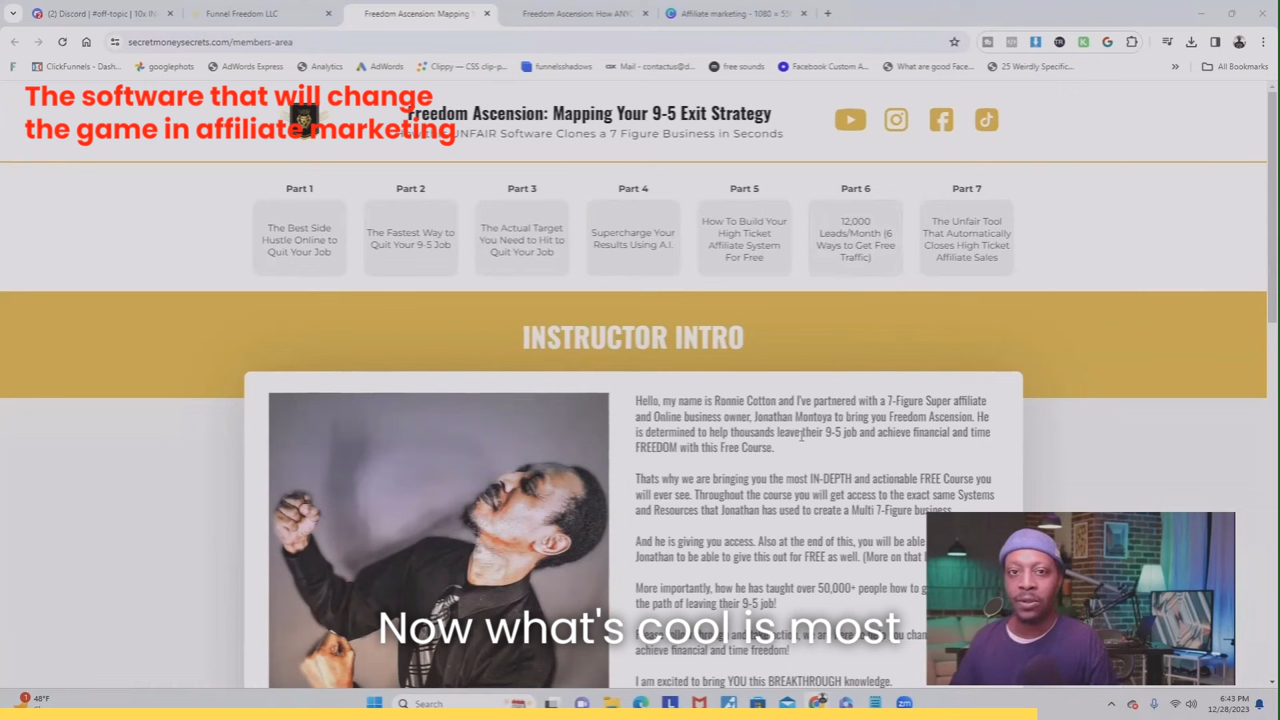 (2) Discord | #off-topic | 10x IN
Funnel Freedom LLC
Freedom Ascension: Mapping
Freedom Ascension: How ANY
Affiliate marketing - 1080 × 55
secretmoneysecrets.com/members-area
ClickFunnels - Dash...
googlephots
AdWords Express
Analytics
AdWords
Clippy — CSS clip-p...
funnelsshadows
Mail - contactus@d...
free sounds
Facebook Custom A...
What are good Face...
25 Weirdly Specific...
All Bookmarks
The software that will change
the game in affiliate marketing
Freedom Ascension: Mapping Your 9-5 Exit Strategy
UNFAIR Software Clones a 7 Figure Business in Seconds
Part 1
Part 2
Part 3
Part 4
Part 5
Part 6
Part 7
The Best Side
Hustle Online to
Quit Your Job
The Fastest Way to
Quit Your 9-5 Job
The Actual Target
You Need to Hit to
Quit Your Job
Supercharge Your
Results Using A.I.
How To Build Your
High Ticket
Affiliate System
For Free
12,000
Leads/Month (6
Ways to Get Free
Traffic)
The Unfair Tool
That Automatically
Closes High Ticket
Affiliate Sales
INSTRUCTOR INTRO
Hello, my name is Ronnie Cotton and I've partnered with a 7-Figure Super affiliate
and Online business owner, Jonathan Montoya to bring you Freedom Ascension. He
is determined to help thousands leave their 9-5 job and achieve financial and time
FREEDOM with this Free Course.
Thats why we are bringing you the most IN-DEPTH and actionable FREE Course you
will ever see. Throughout the course you will get access to the exact same Systems
and Resources that Jonathan has used to create a Multi 7-Figure business.
And he is giving you access. Also at the end of this, you will be able
Jonathan to be able to give this out for FREE as well. (More on that
More importantly, how he has taught over 50,000+ people how to g
the path of leaving their 9-5 job!
Now what's cool is most
achieve financial and time freedom!
I am excited to bring YOU this BREAKTHROUGH knowledge.
48°F
Search
6:43 PM
12/28/2023